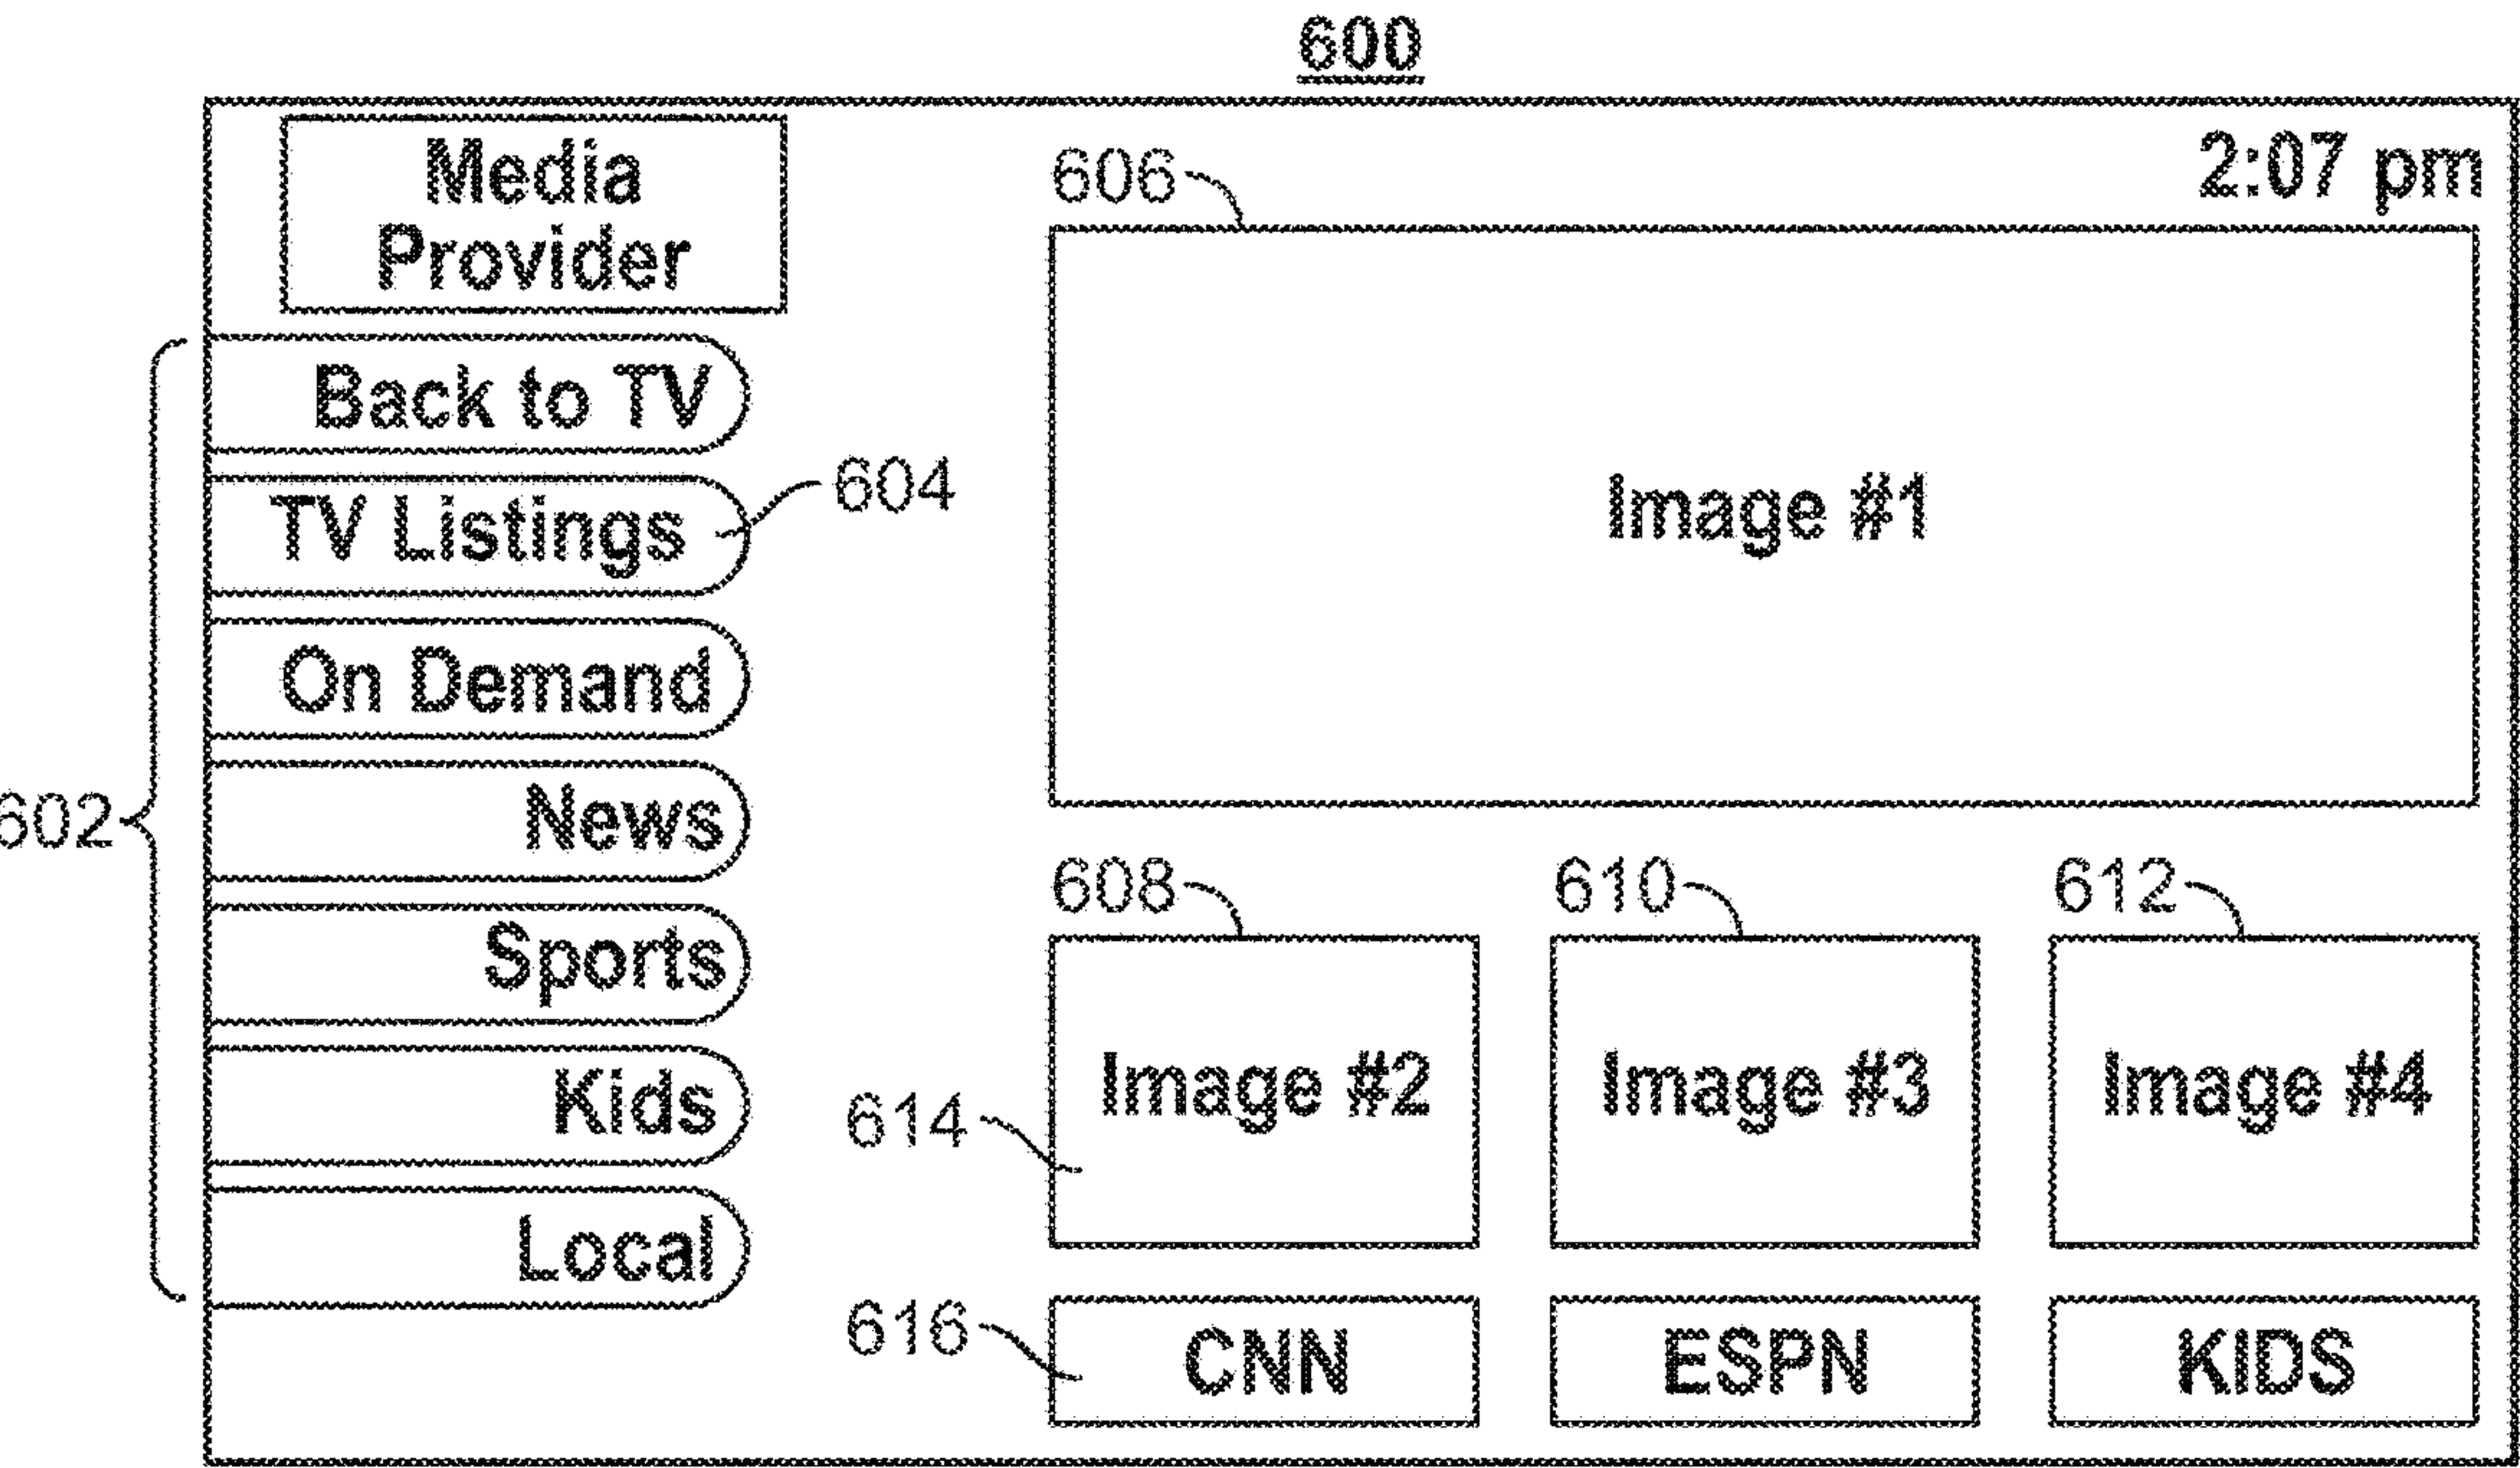 600
Media
Provider
2:07 pm
606
Back to TV
604
TV Listings
Image #1
On Demand
602
News
Sports
Kids
Local
608
610
612
Image #2
Image #3
Image #4
614
616
CNN
ESPN
KIDS